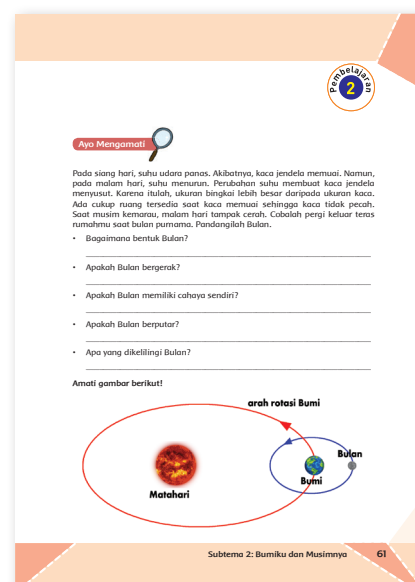 Pembelajaran
2
Ayo Mengamati
Pada siang hari, suhu udara panas. Akibatnya, kaca jendela memuai. Namun,
pada malam hari, suhu menurun. Perubahan suhu membuat kaca jendela
menyusut. Karena itulah, ukuran bingkai lebih besar daripada ukuran kaca.
Ada cukup ruang tersedia saat kaca memuai sehingga kaca tidak pecah.
Saat musim kemarau, malam hari tampak cerah. Cobalah pergi keluar teras
rumahmu saat bulan purnama. Pandangilah Bulan.
• Bagaimana bentuk Bulan?
• Apakah Bulan bergerak?
• Apakah Bulan memiliki cahaya sendiri?
• Apakah Bulan berputar?
• Apa yang dikelilingi Bulan?
Amati gambar berikut!
arah rotasi Bumi
Bulan
Bumi
Matahari
Subtema 2: Bumiku dan Musimnya 61